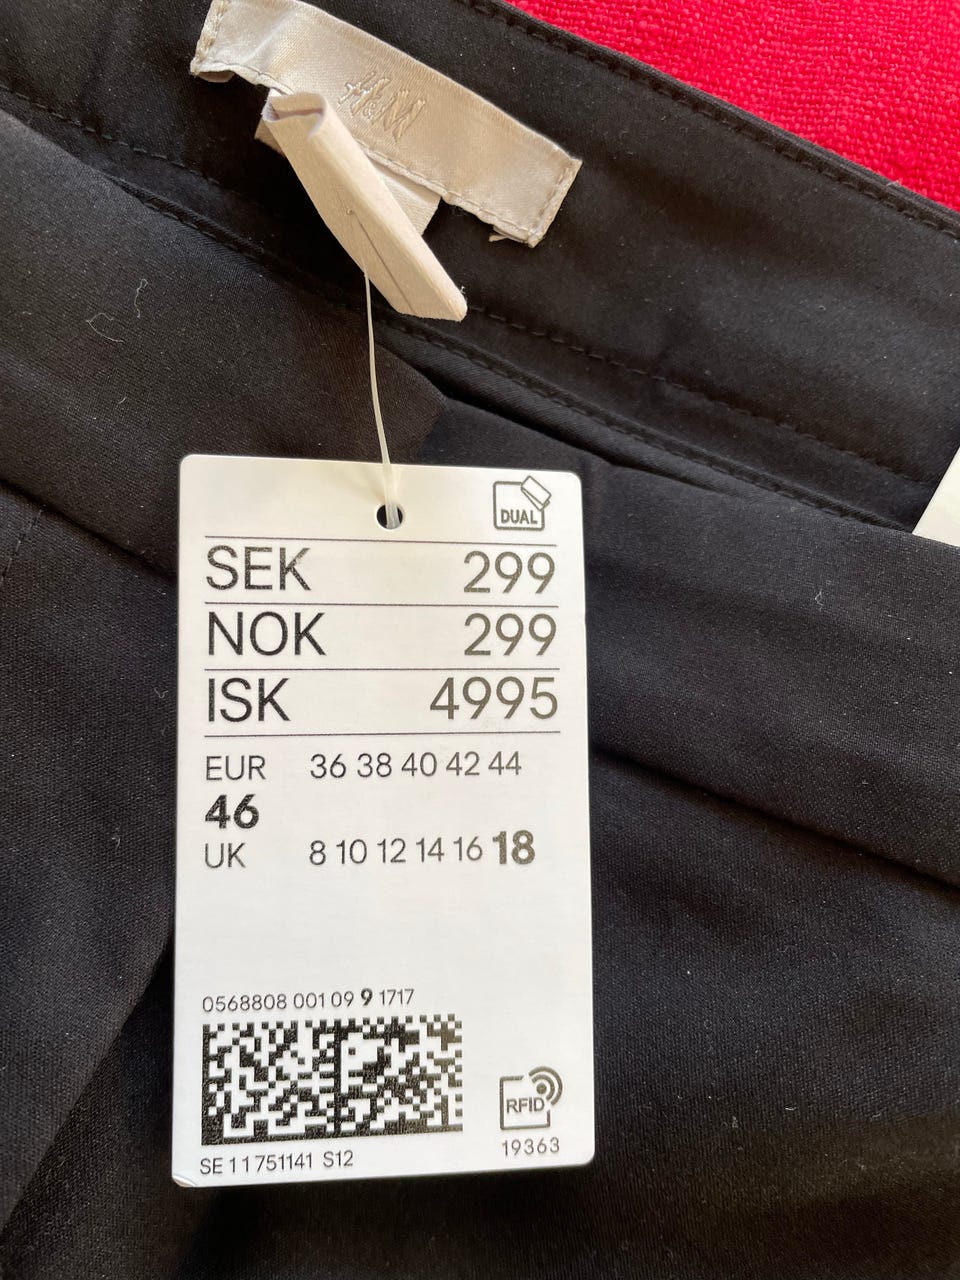 H&M
DUAL
SEK 299
NOK 299
ISK 4995
EUR 36 38 40 42 44
46
UK 8 10 12 14 16 18
0568808 001 09 9 1717
RFID
19363
SE 11751141 S12